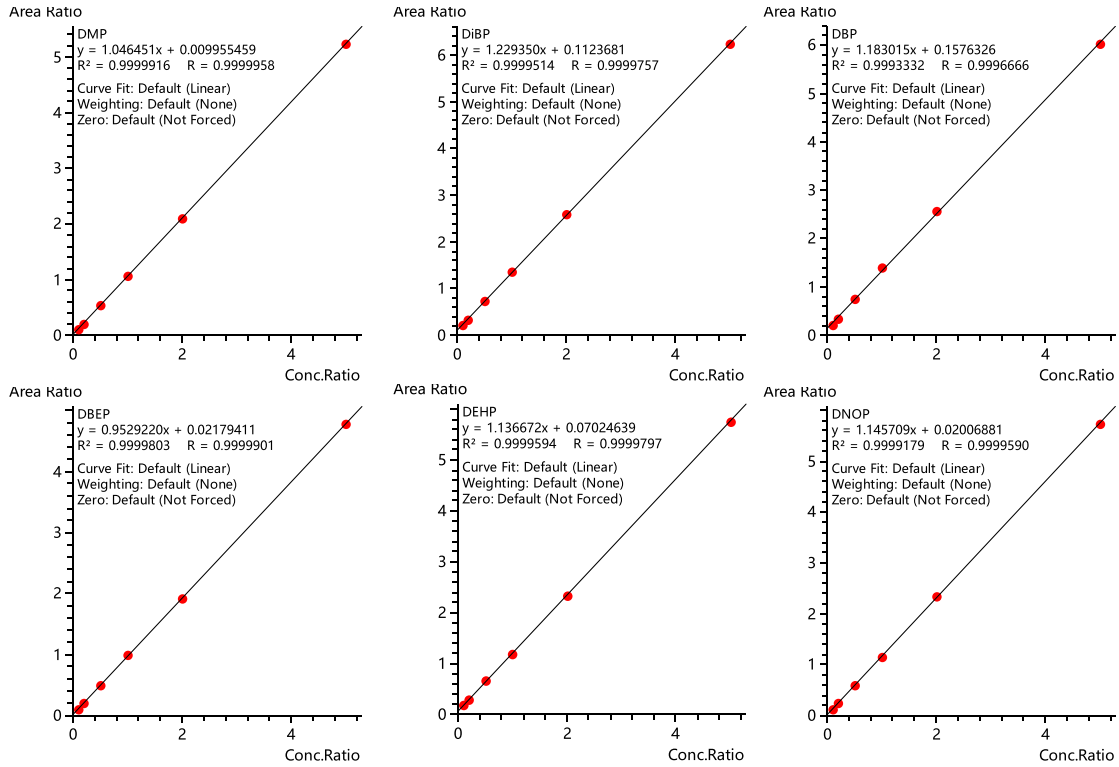 Area Ratio
DMP
y = 1.046451x + 0.009955459
R² = 0.9999916 R = 0.9999958
Curve Fit: Default (Linear)
Weighting: Default (None)
Zero: Default (Not Forced)
5
4
3
2
1
0
0 2 4
Conc.Ratio
Area Ratio
DiBP
y = 1.229350x + 0.1123681
R² = 0.9999514 R = 0.9999757
Curve Fit: Default (Linear)
Weighting: Default (None)
Zero: Default (Not Forced)
6
5
4
3
2
1
0
0 2 4
Conc.Ratio
Area Ratio
DBP
y = 1.183015x + 0.1576326
R² = 0.9993332 R = 0.9996666
Curve Fit: Default (Linear)
Weighting: Default (None)
Zero: Default (Not Forced)
6
5
4
3
2
1
0
0 2 4
Conc.Ratio
Area Ratio
DBEP
y = 0.9529220x + 0.02179411
R² = 0.9999803 R = 0.9999901
Curve Fit: Default (Linear)
Weighting: Default (None)
Zero: Default (Not Forced)
4
3
2
1
0
0 2 4
Conc.Ratio
Area Ratio
DEHP
y = 1.136672x + 0.07024639
R² = 0.9999594 R = 0.9999797
Curve Fit: Default (Linear)
Weighting: Default (None)
Zero: Default (Not Forced)
5
4
3
2
1
0
0 2 4
Conc.Ratio
Area Ratio
DNOP
y = 1.145709x + 0.02006881
R² = 0.9999179 R = 0.9999590
Curve Fit: Default (Linear)
Weighting: Default (None)
Zero: Default (Not Forced)
5
4
3
2
1
0
0 2 4
Conc.Ratio